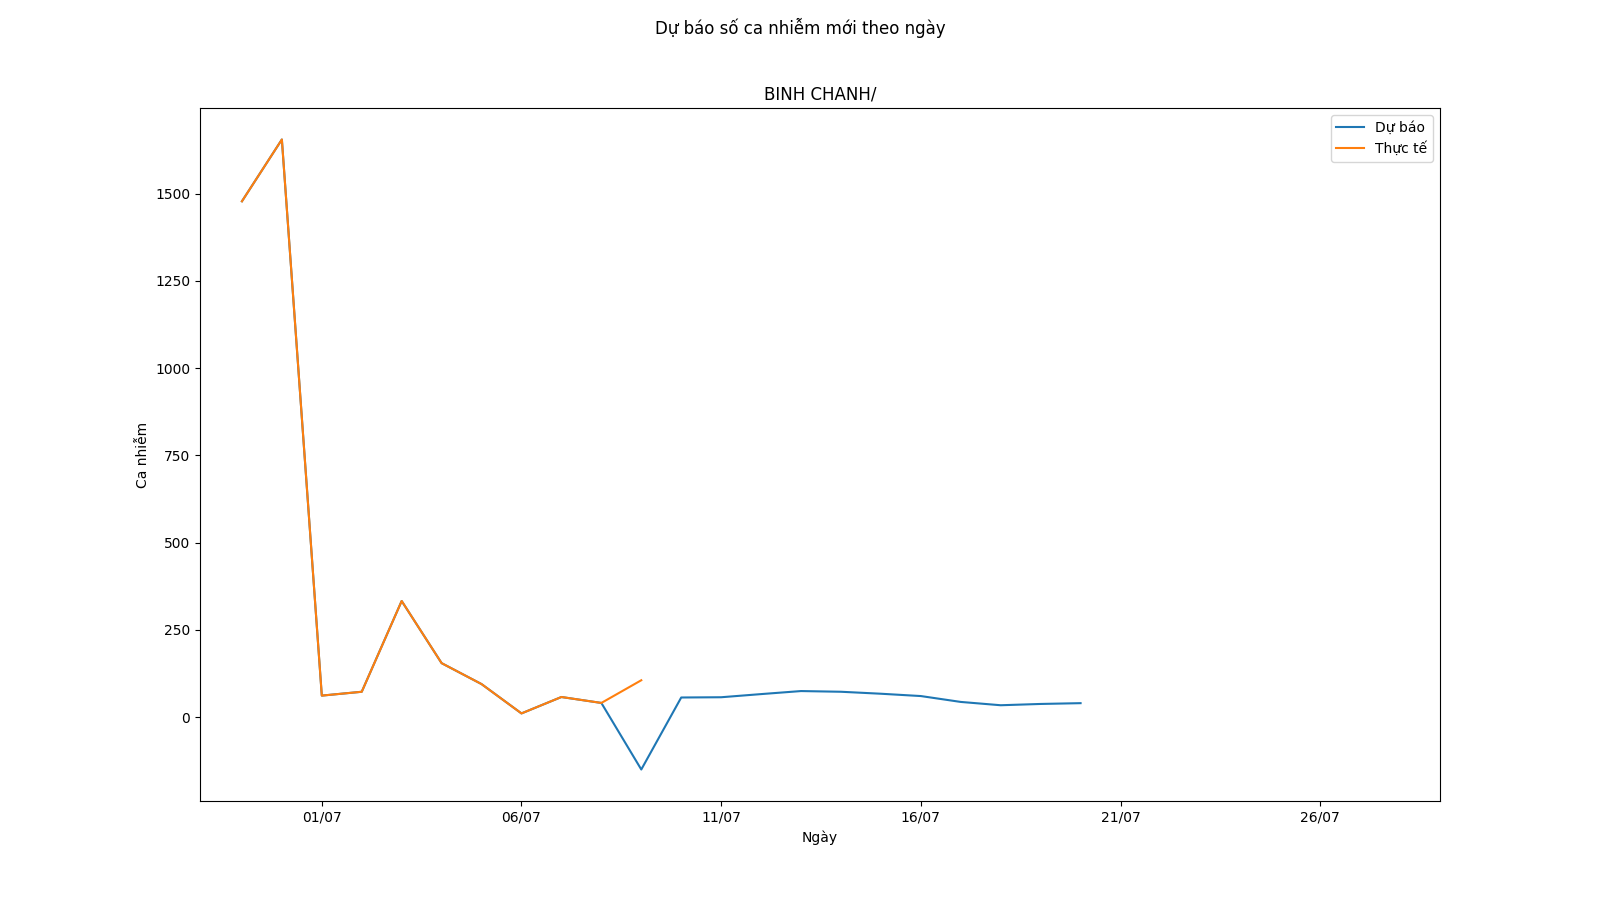 Dự báo số ca nhiễm mới theo ngày
BINH CHANH/
Dự báo
Thực tế
1500
1250
1000
750
500
250
0
Ca nhiễm
01/07
06/07
11/07
16/07
21/07
26/07
Ngày